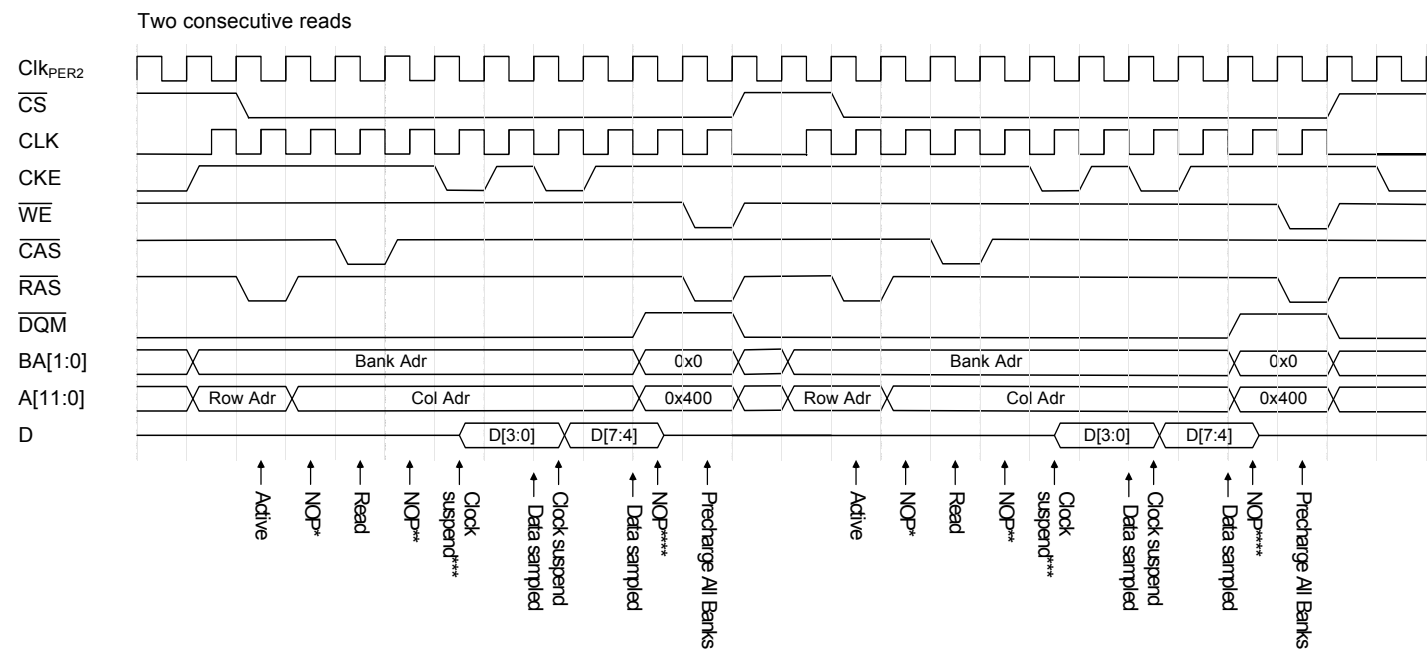 Two consecutive reads
ClkPER2
CS
CLK
CKE
WE
CAS
RAS
DQM
BA[1:0] Bank Adr 0x0 Bank Adr 0x0
A[11:0] Row Adr Col Adr 0x400 Row Adr Col Adr 0x400
D D[3:0] D[7:4] D[3:0] D[7:4]
Active
NOP*
Read
NOP**
Clock
suspend***
Data sampled
Clock suspend
Data sampled
NOP****
Precharge All Banks
Active
NOP*
Read
NOP**
Clock
suspend***
Data sampled
Clock suspend
Data sampled
NOP****
Precharge All Banks